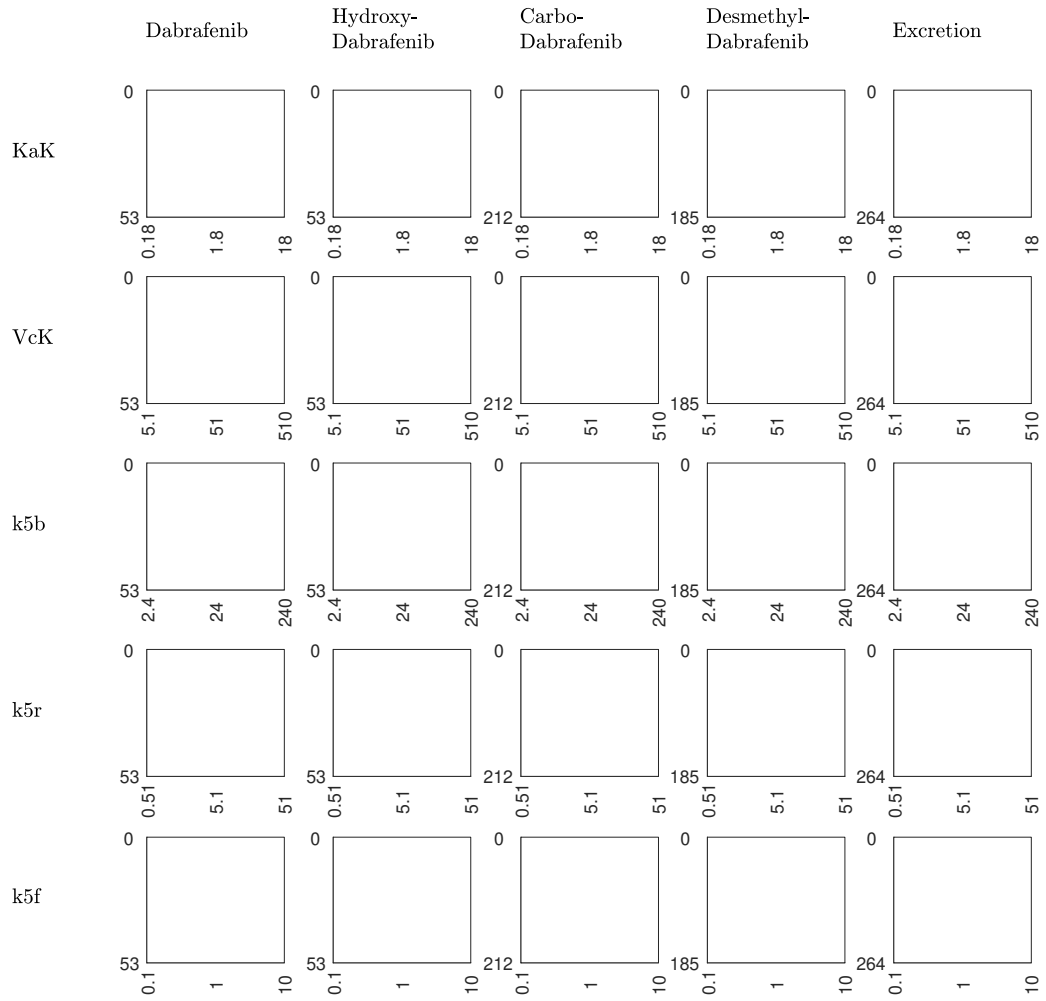 Dabrafenib
Hydroxy-
Dabrafenib
Carbo-
Dabrafenib
Desmethyl-
Dabrafenib
Excretion
KaK
0 0 0 0 0
53 53 212 185 264
0.18 1.8 18 0.18 1.8 18 0.18 1.8 18 0.18 1.8 18 0.18 1.8 18
VcK
0 0 0 0 0
53 53 212 185 264
5.1 51 510 5.1 51 510 5.1 51 510 5.1 51 510 5.1 51 510
k5b
0 0 0 0 0
53 53 212 185 264
2.4 24 240 2.4 24 240 2.4 24 240 2.4 24 240 2.4 24 240
k5r
0 0 0 0 0
53 53 212 185 264
0.51 5.1 51 0.51 5.1 51 0.51 5.1 51 0.51 5.1 51 0.51 5.1 51
k5f
0 0 0 0 0
53 53 212 185 264
0.1 1 10 0.1 1 10 0.1 1 10 0.1 1 10 0.1 1 10